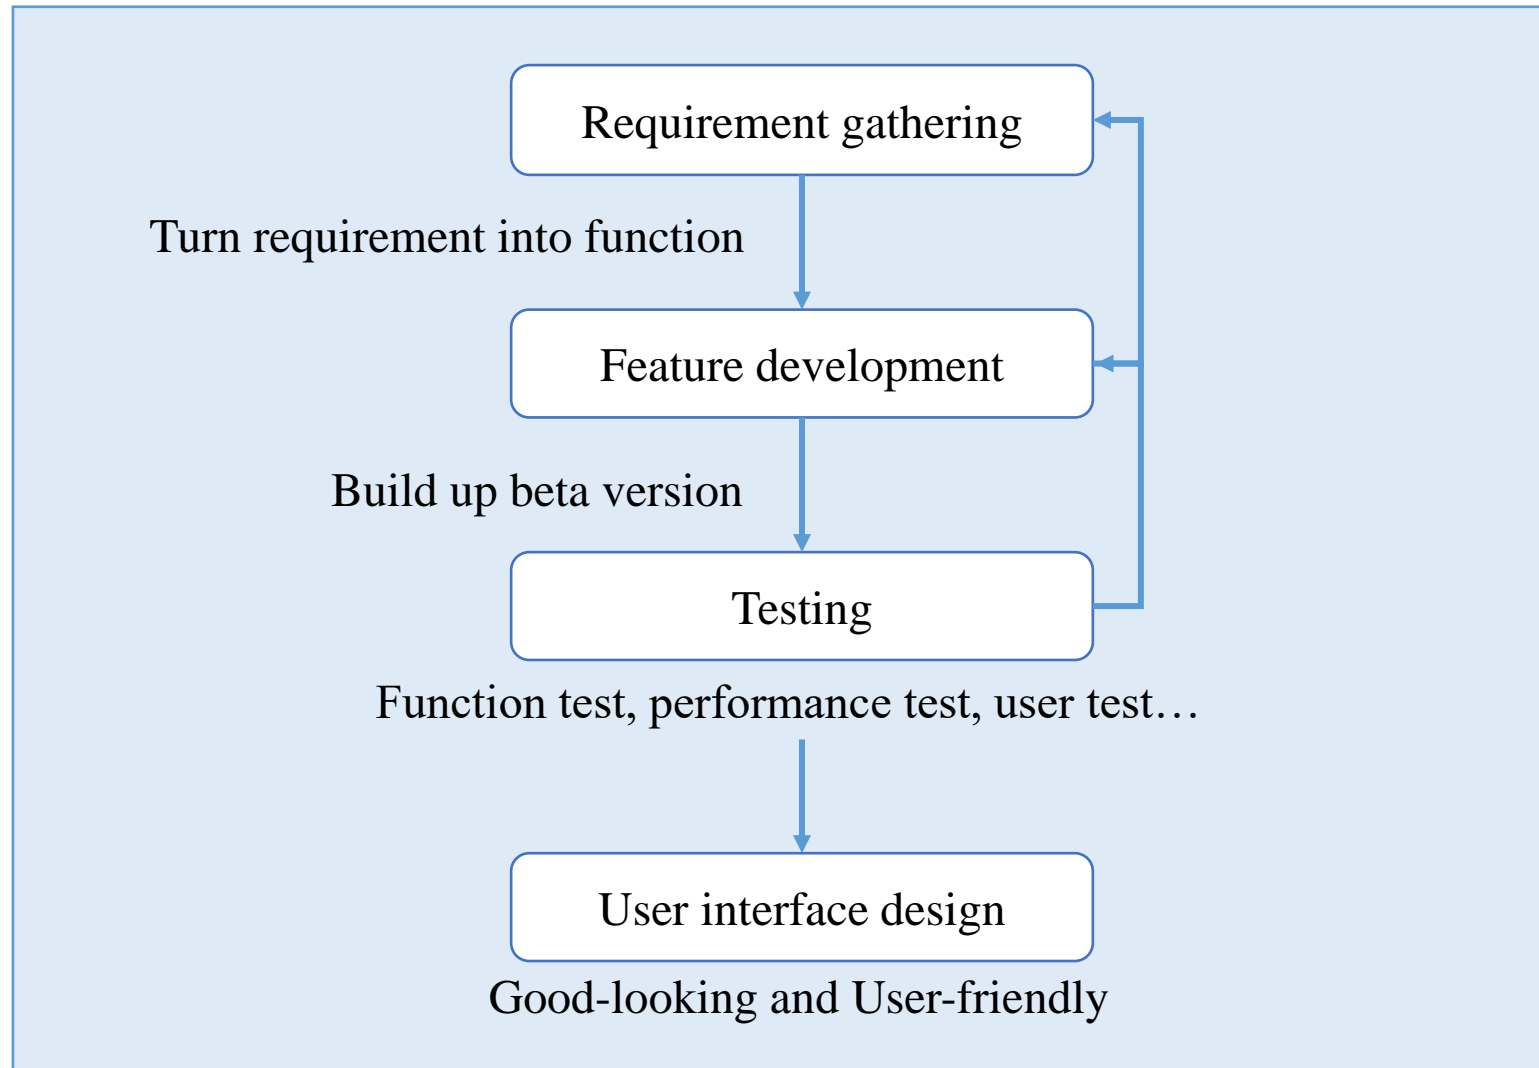 Requirement gathering
Turn requirement into function
Feature development
Build up beta version
Testing
Function test, performance test, user test…
User interface design
Good-looking and User-friendly